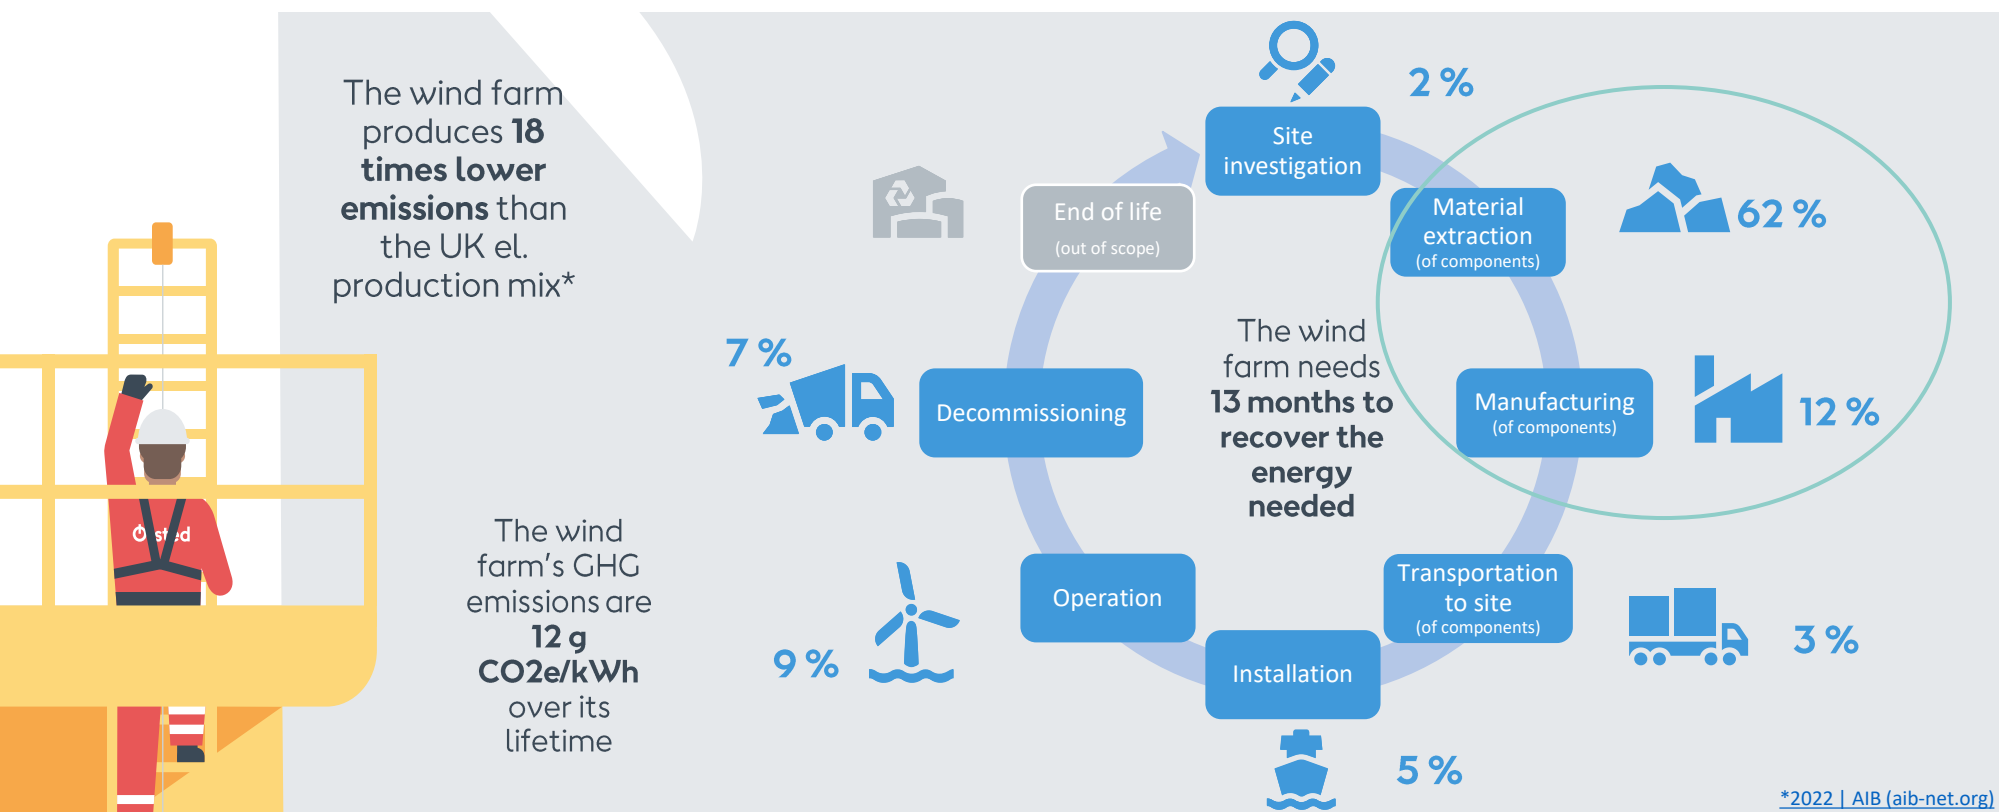 The wind farm
produces 18
times lower
emissions than
the UK el.
production mix*
The wind
farm's GHG
emissions are
12 g
CO2e/kWh
over its
lifetime
Ørsted
Site
investigation
2 %
Material
extraction
(of components)
62 %
Manufacturing
(of components)
12 %
Transportation
to site
(of components)
3 %
Installation
5 %
Operation
9 %
Decommissioning
7 %
End of life
(out of scope)
The wind
farm needs
13 months to
recover the
energy
needed
*2022 | AIB (aib-net.org)